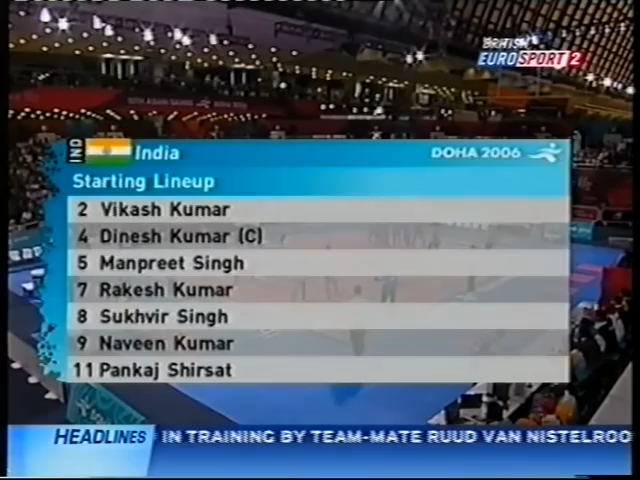 BRITISH
EUROSPORT 2
IND India
DOHA 2006
Starting Lineup
2 Vikash Kumar
4 Dinesh Kumar (C)
5 Manpreet Singh
7 Rakesh Kumar
8 Sukhvir Singh
9 Naveen Kumar
11 Pankaj Shirsat
HEADLINES IN TRAINING BY TEAM-MATE RUUD VAN NISTELROO